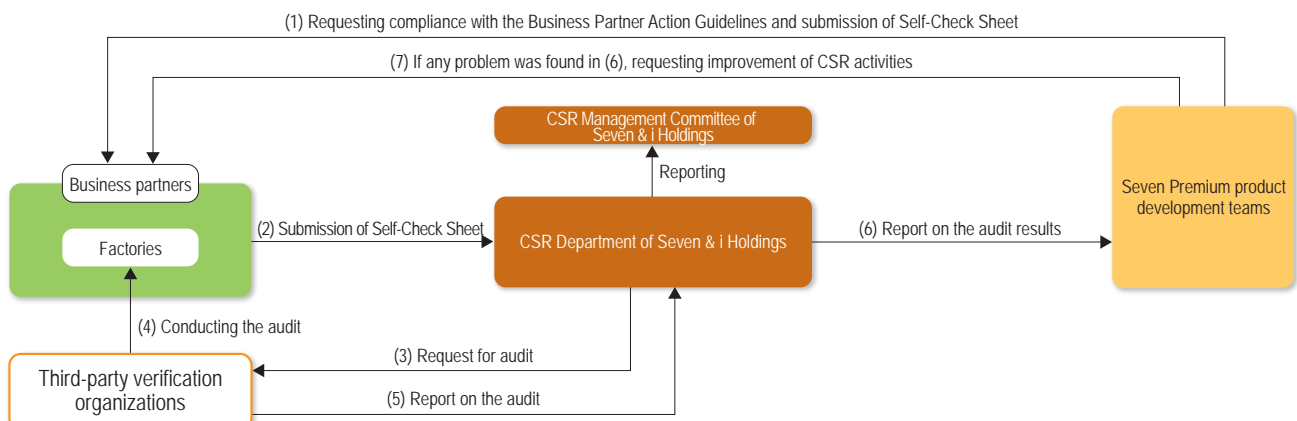 (1) Requesting compliance with the Business Partner Action Guidelines and submission of Self-Check Sheet
(7) If any problem was found in (6), requesting improvement of CSR activities
CSR Management Committee of
Seven & i Holdings
Reporting
Business partners
Factories
(2) Submission of Self-Check Sheet
CSR Department of Seven & i Holdings
(6) Report on the audit results
Seven Premium product
development teams
(4) Conducting the audit
(3) Request for audit
Third-party verification
organizations
(5) Report on the audit